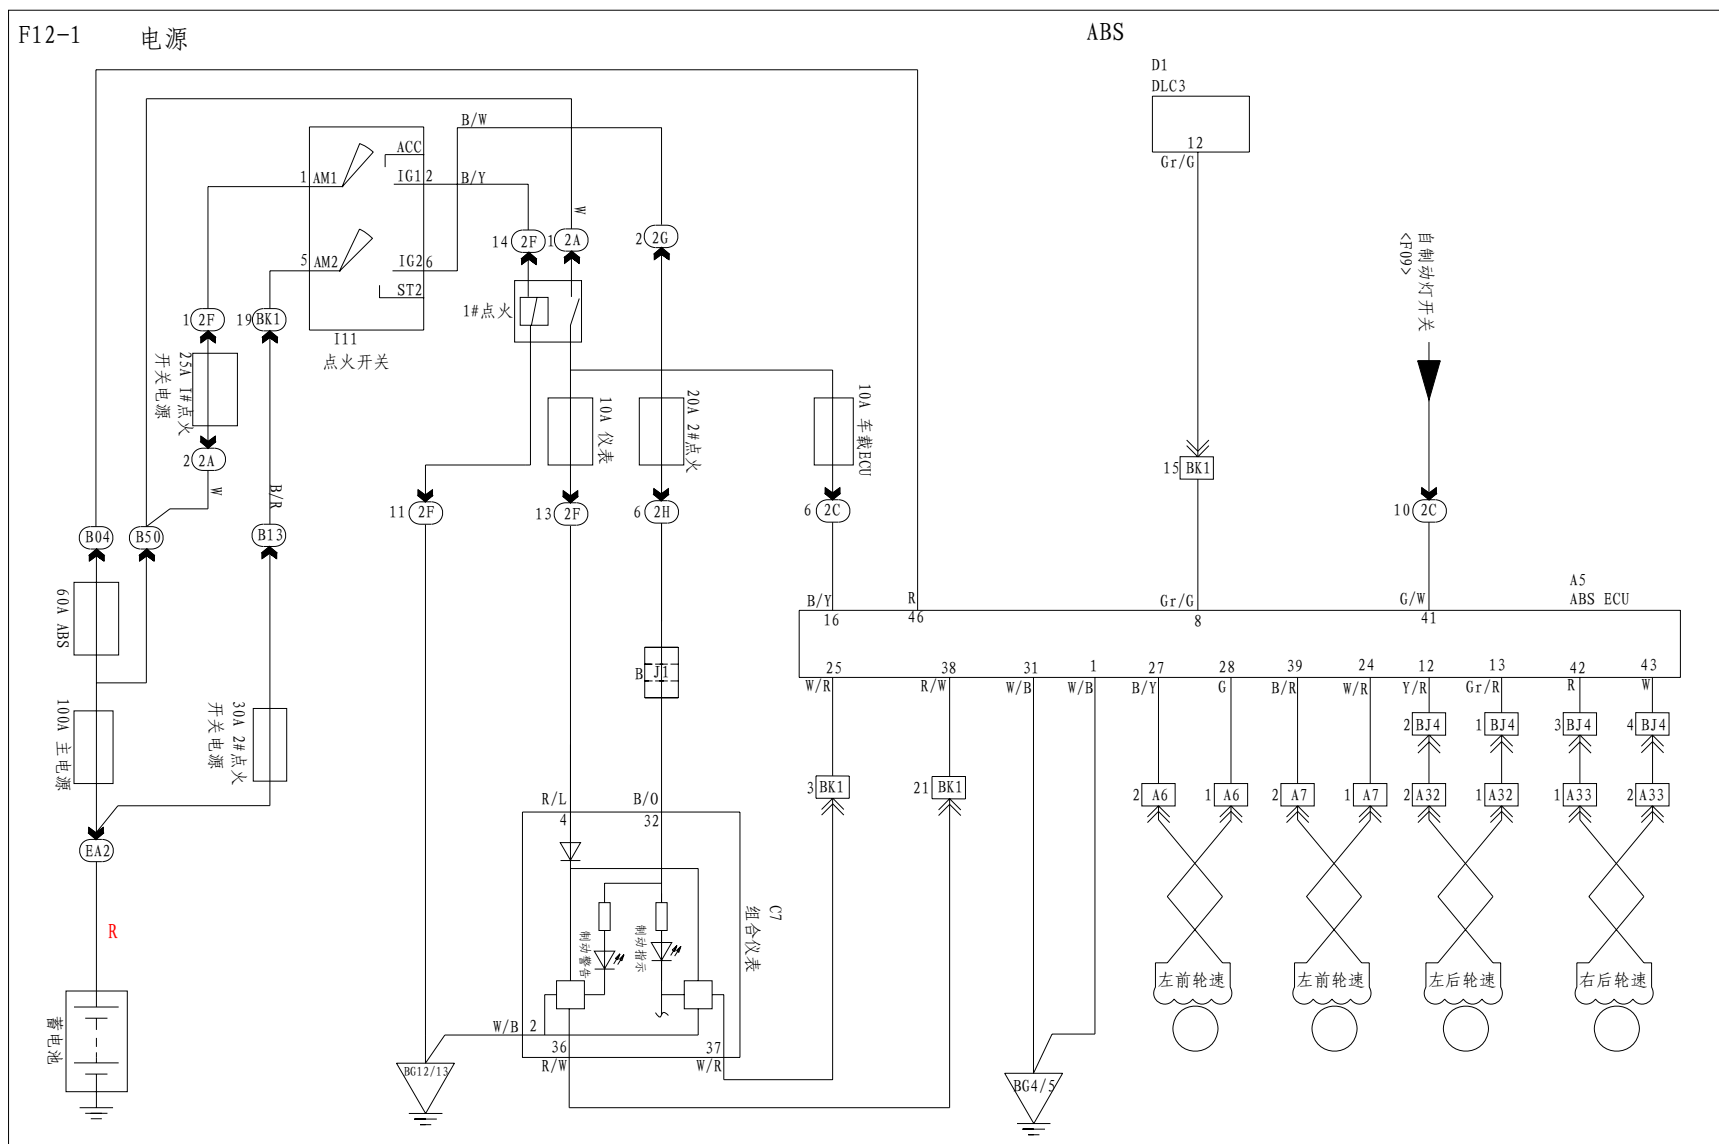 F12-1 电源
ABS
D1
DLC3
12
Gr/G
B/W
ACC
1 AM1
IG1 2
B/Y
5 AM2
IG2 6
ST2
I11
点火开关
W
14 2F
1 2A
2 2G
1#点火
自制动灯开关
<F09>
1 2F
19 BK1
25A 1#点火
开关电源
2 2A
W
B/R
10A 仪表
20A 2#点火
10A 车载ECU
15 BK1
11 2F
13 2F
6 2H
6 2C
10 2C
B04
B50
B13
60A ABS
100A 主电源
30A 2#点火
开关电源
A5
ABS ECU
B/Y
R
Gr/G
G/W
16
46
8
41
B J1
25
38
31
1
27
28
39
24
12
13
42
43
W/R
R/W
W/B
W/B
B/Y
G
B/R
W/R
Y/R
Gr/R
R
W
2 BJ4
1 BJ4
3 BJ4
4 BJ4
3 BK1
21 BK1
2 A6
1 A6
2 A7
1 A7
2 A32
1 A32
1 A33
2 A33
R/L
B/O
4
32
EA2
R
C7
组合仪表
制动警告
制动指示
左前轮速
左前轮速
左后轮速
右后轮速
蓄电池
W/B 2
36
37
R/W
W/R
BG12/13
BG4/5